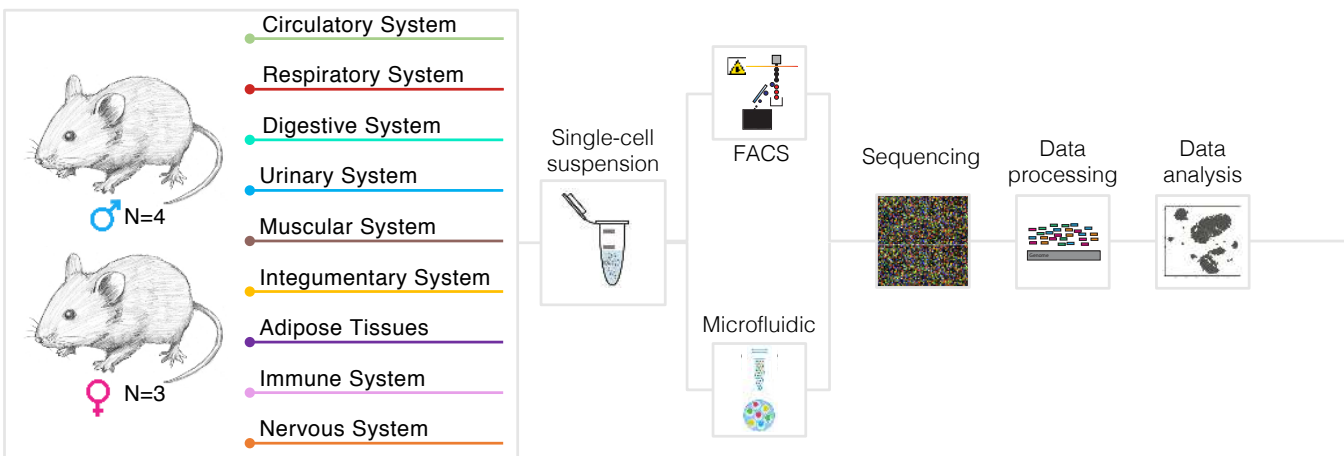 Circulatory System
Respiratory System
Digestive System
Urinary System
Muscular System
Integumentary System
Adipose Tissues
Immune System
Nervous System
N=4
N=3
Single-cell
suspension
FACS
Microfluidic
Sequencing
Data
processing
Genome
Data
analysis